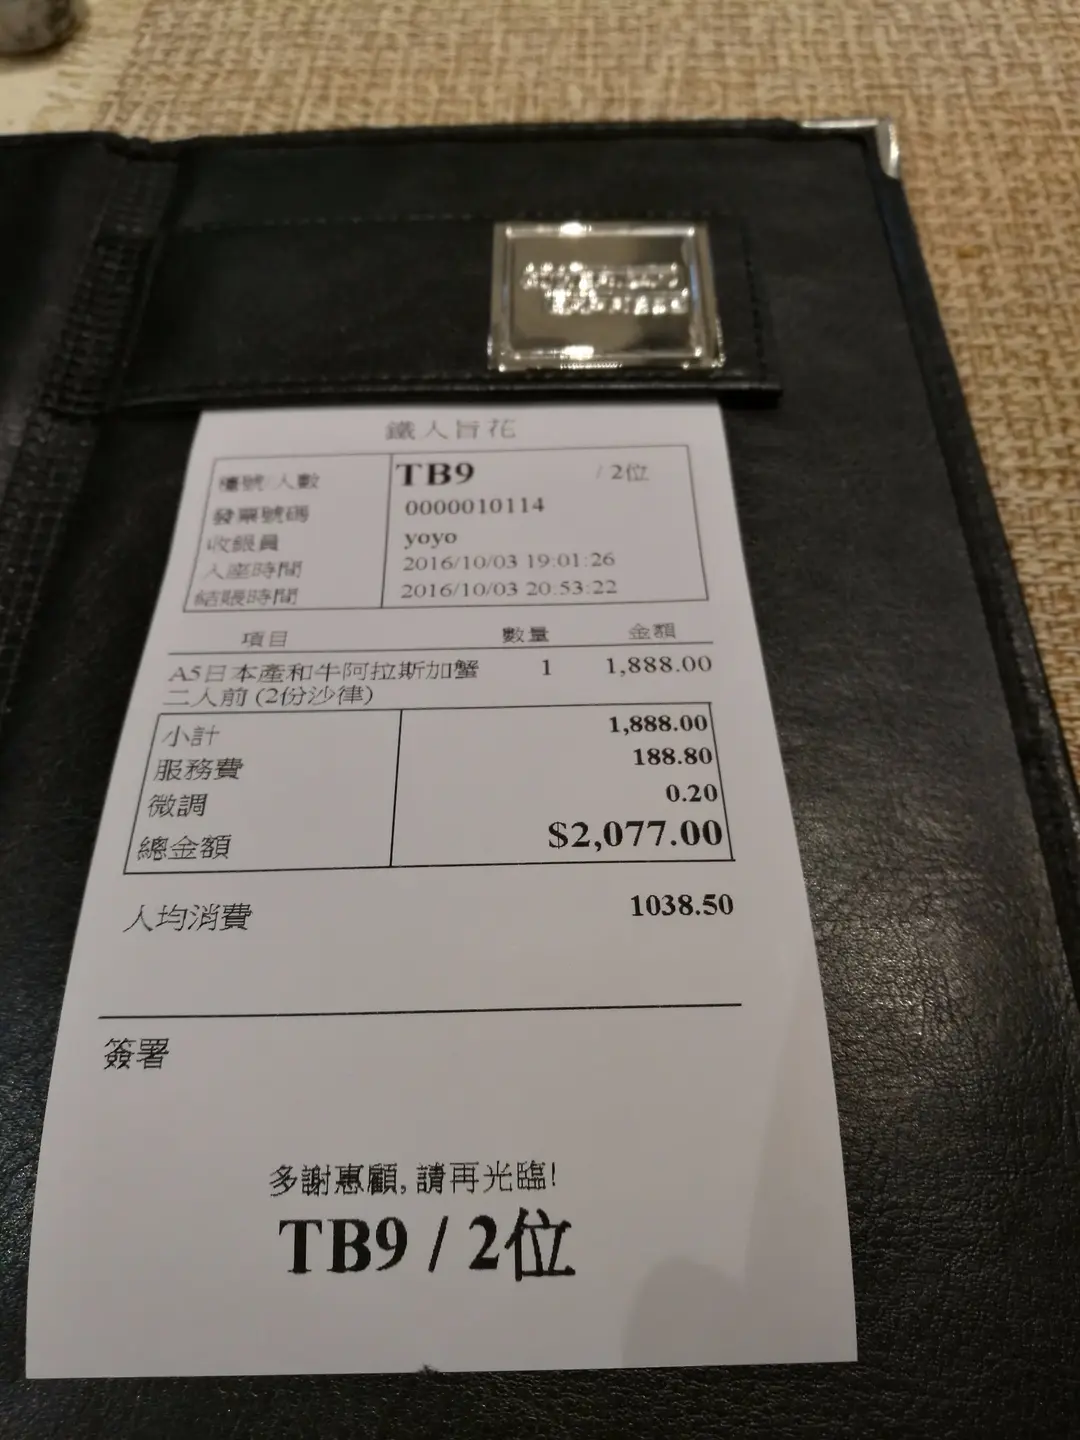 鐵人旨花
檯號/人數 TB9 / 2位
發票號碼 0000010114
收銀員 yoyo
入座時間 2016/10/03 19:01:26
結賬時間 2016/10/03 20:53:22
項目 數量 金額
A5日本產和牛阿拉斯加蟹 1 1,888.00
二人前 (2份沙律)
小計 1,888.00
服務費 188.80
微調 0.20
總金額 $2,077.00
人均消費 1038.50
簽署
多謝惠顧, 請再光臨!
TB9 / 2位